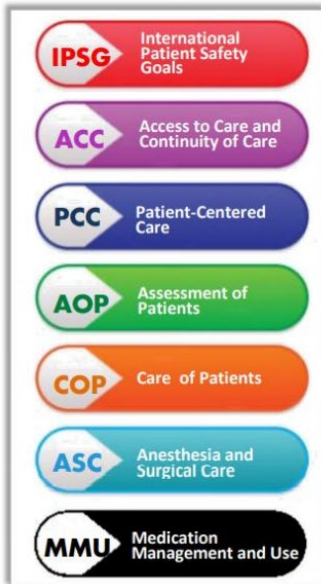 IPSG
International
Patient Safety
Goals
ACC
Access to Care and
Continuity of Care
PCC
Patient-Centered
Care
AOP
Assessment of
Patients
COP
Care of Patients
ASC
Anesthesia and
Surgical Care
MMU
Medication
Management and Use